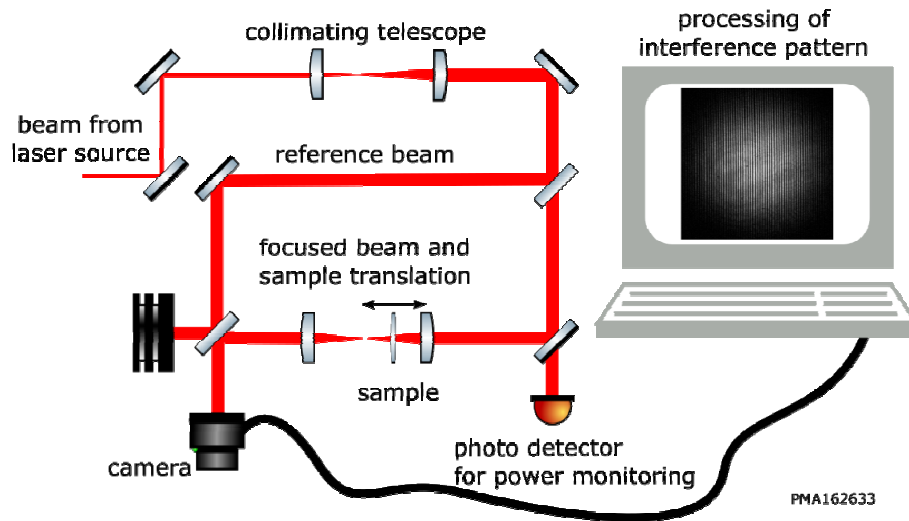 collimating telescope
processing of
interference pattern
beam from
laser source
reference beam
focused beam and
sample translation
sample
camera
photo detector
for power monitoring
PMA162633